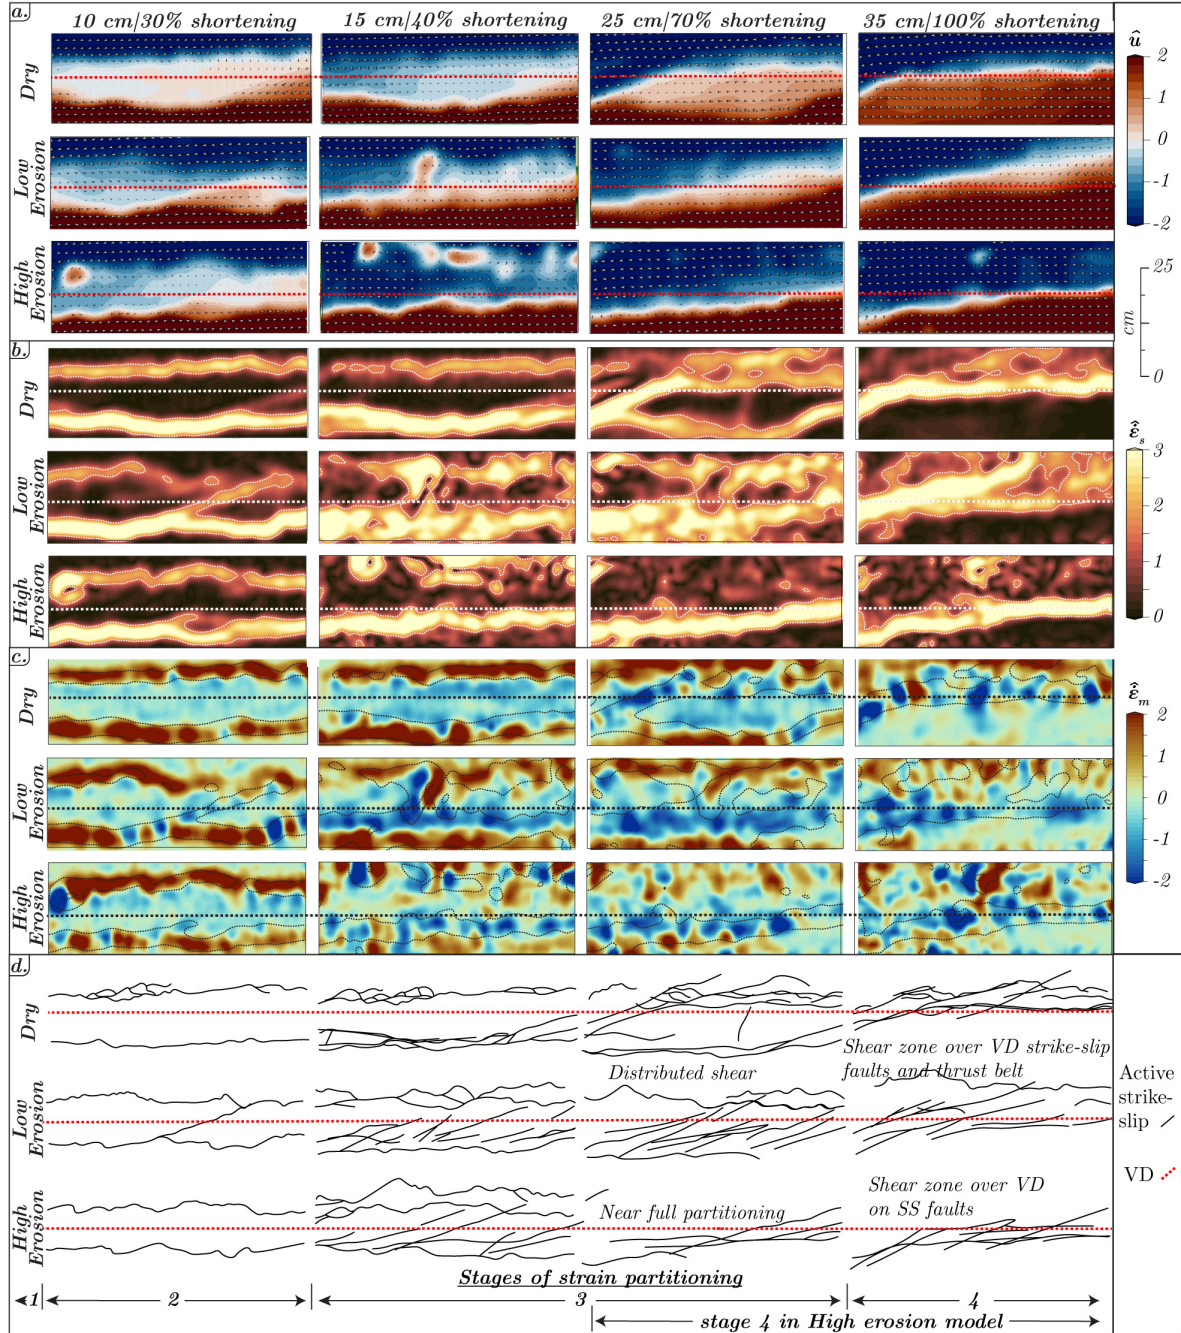 a.
10 cm/30% shortening
15 cm/40% shortening
25 cm/70% shortening
35 cm/100% shortening
Dry
Low
Erosion
High
Erosion
û
2
1
0
-1
-2
25
cm
0
b.
Dry
Low
Erosion
High
Erosion
ε̂̇s
3
2
1
0
c.
Dry
Low
Erosion
High
Erosion
ε̂̇m
2
1
0
-1
-2
d.
Dry
Low
Erosion
High
Erosion
Distributed shear
Shear zone over VD strike-slip
faults and thrust belt
Near full partitioning
Shear zone over VD
on SS faults
Active
strike-
slip
VD
Stages of strain partitioning
1
2
3
4
stage 4 in High erosion model